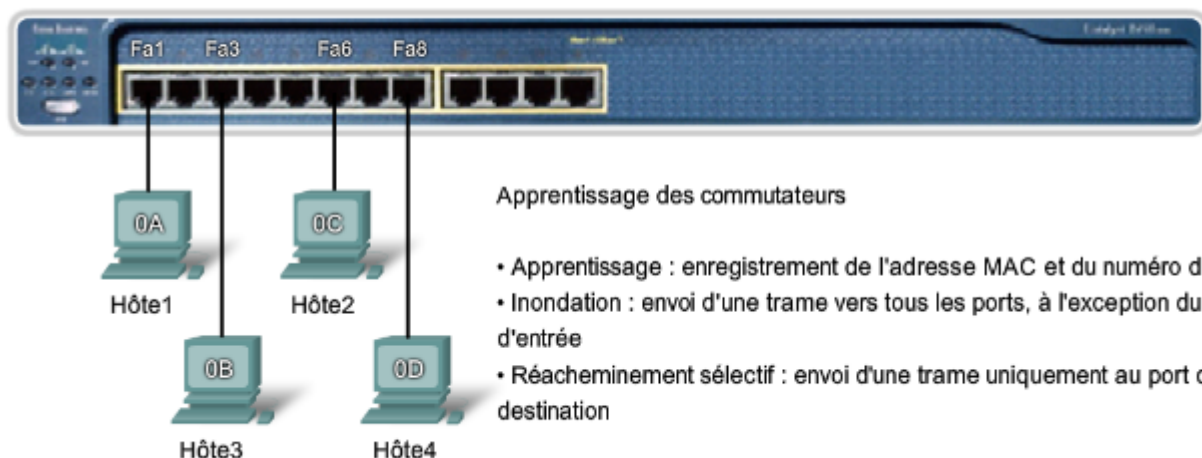 Fa1 Fa3 Fa6 Fa8
0A
0C
Hôte1
Hôte2
0B
0D
Hôte3
Hôte4
Apprentissage des commutateurs
• Apprentissage : enregistrement de l'adresse MAC et du numéro d
• Inondation : envoi d'une trame vers tous les ports, à l'exception du
d'entrée
• Réacheminement sélectif : envoi d'une trame uniquement au port
destination